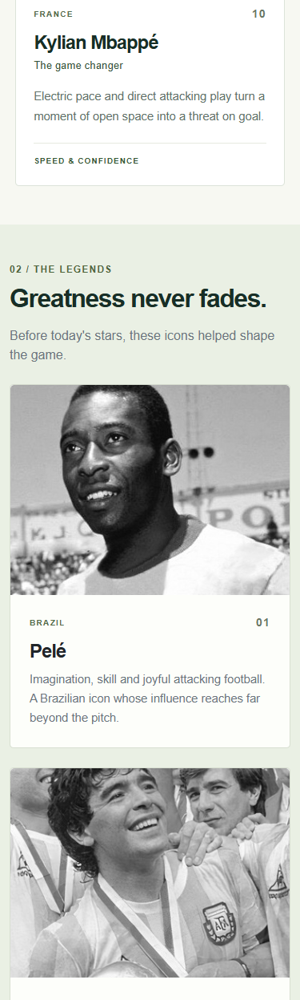 FRANCE 10
Kylian Mbappé
The game changer
Electric pace and direct attacking play turn a
moment of open space into a threat on goal.
SPEED & CONFIDENCE
02 / THE LEGENDS
Greatness never fades.
Before today's stars, these icons helped shape
the game.
POL
BRAZIL 01
Pelé
Imagination, skill and joyful attacking football.
A Brazilian icon whose influence reaches far
beyond the pitch.
AFA